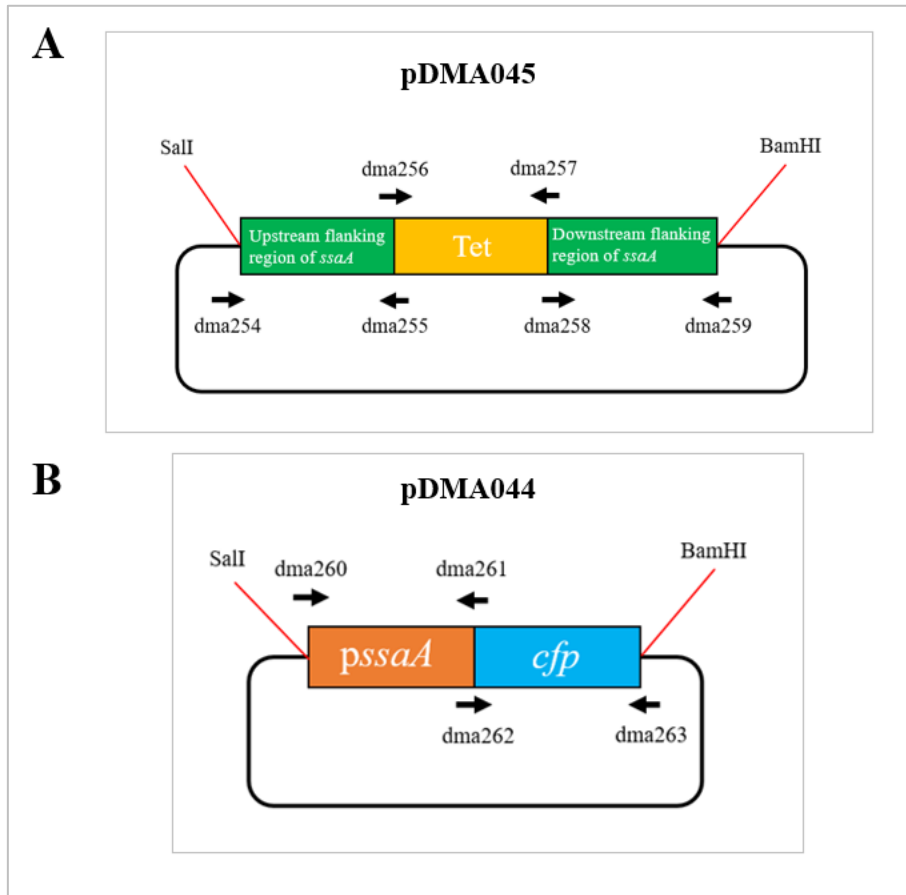 A
pDMA045
SalI
BamHI
dma256
dma257
Upstream flanking
region of ssaA
Tet
Downstream flanking
region of ssaA
dma254
dma255
dma258
dma259
B
pDMA044
SalI
BamHI
dma260
dma261
pssaA
cfp
dma262
dma263